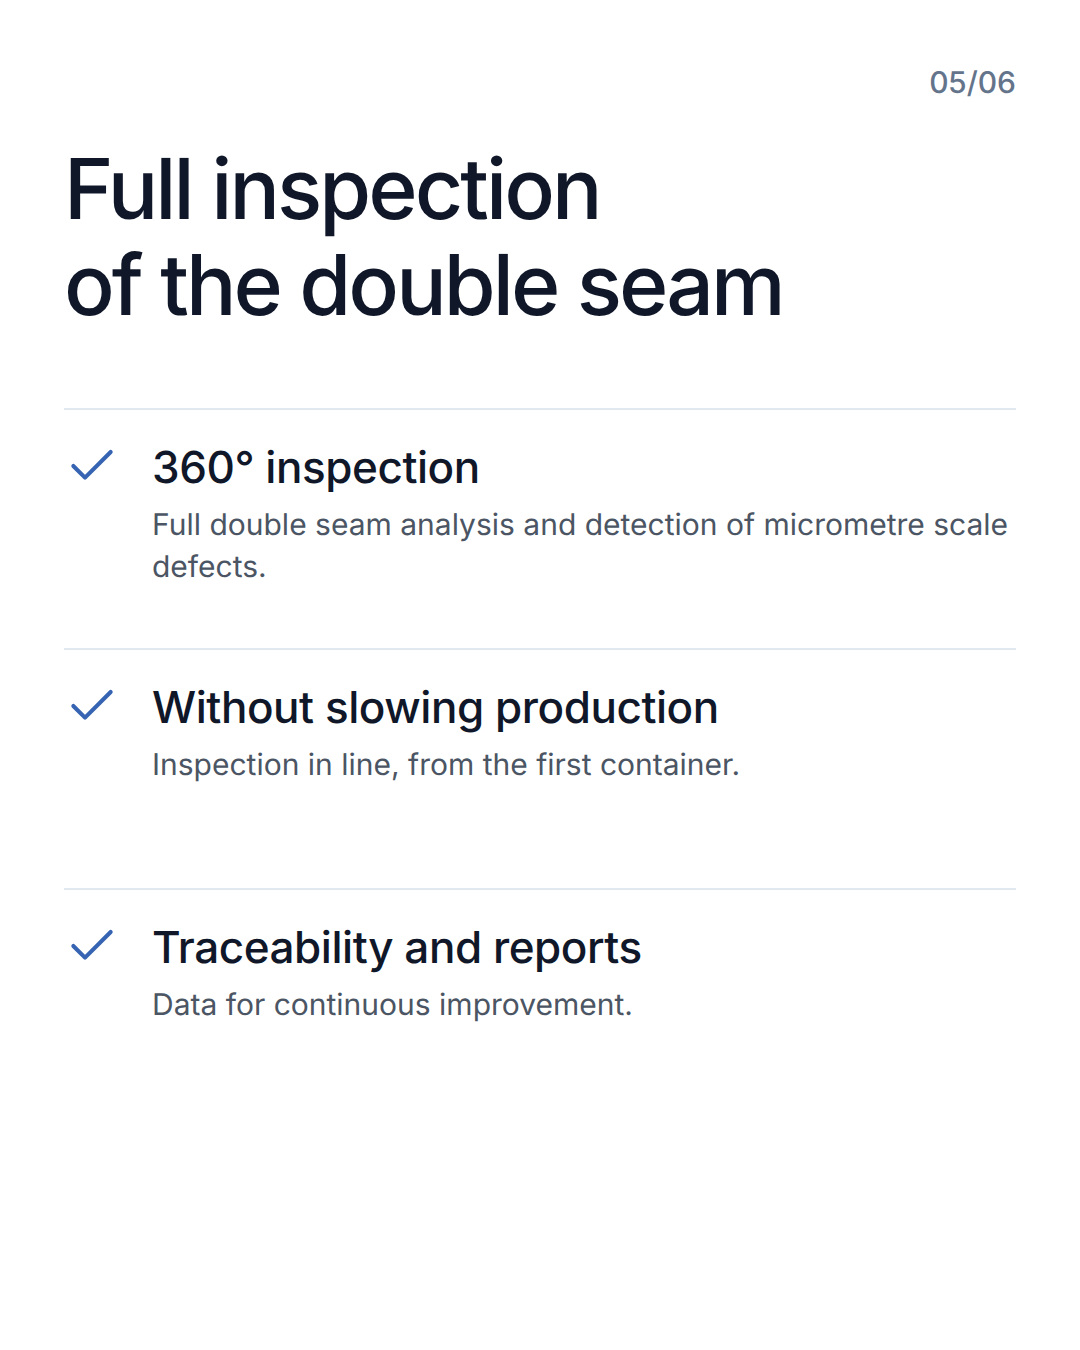 05/06
Full inspection
of the double seam
360° inspection
Full double seam analysis and detection of micrometre scale
defects.
Without slowing production
Inspection in line, from the first container.
Traceability and reports
Data for continuous improvement.